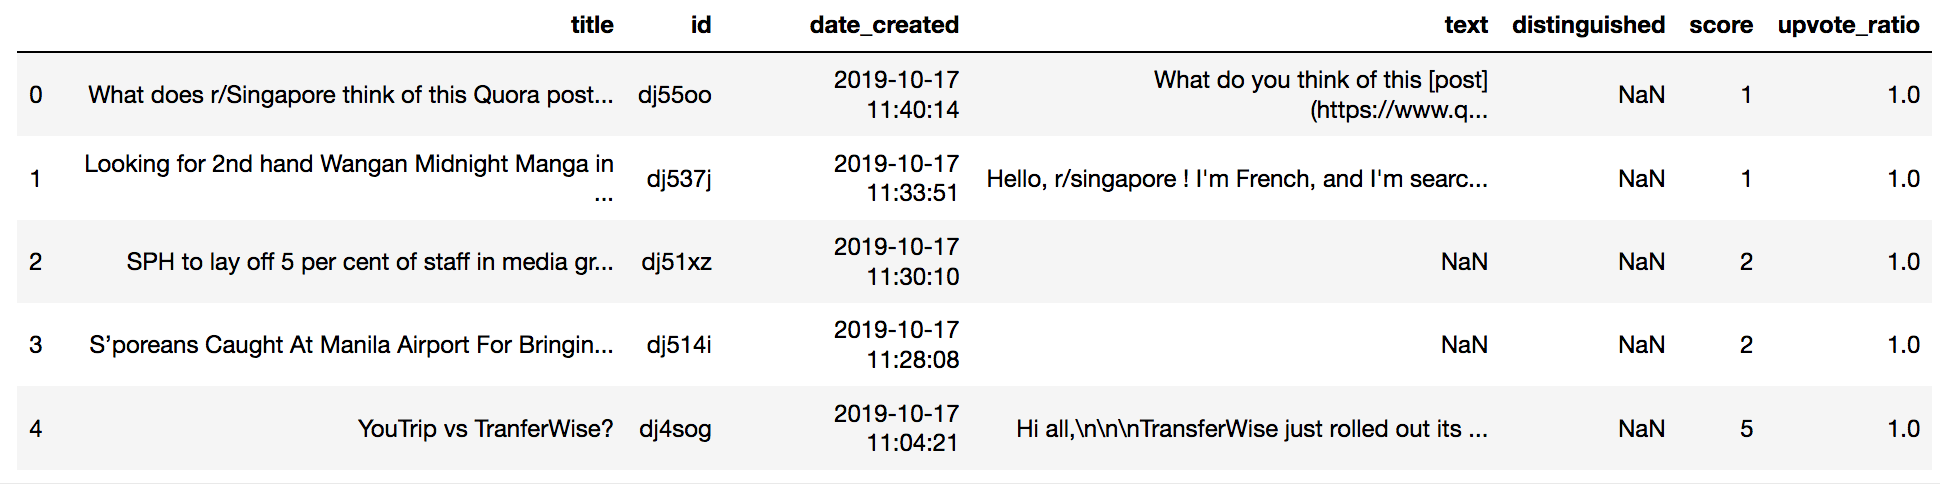 title id date_created text distinguished score upvote_ratio
0 What does r/Singapore think of this Quora post... dj55oo 2019-10-17 11:40:14 What do you think of this [post] (https://www.q... NaN 1 1.0
1 Looking for 2nd hand Wangan Midnight Manga in ... dj537j 2019-10-17 11:33:51 Hello, r/singapore ! I'm French, and I'm searc... NaN 1 1.0
2 SPH to lay off 5 per cent of staff in media gr... dj51xz 2019-10-17 11:30:10 NaN NaN 2 1.0
3 S’poreans Caught At Manila Airport For Bringin... dj514i 2019-10-17 11:28:08 NaN NaN 2 1.0
4 YouTrip vs TranferWise? dj4sog 2019-10-17 11:04:21 Hi all,\n\n\nTransferWise just rolled out its ... NaN 5 1.0